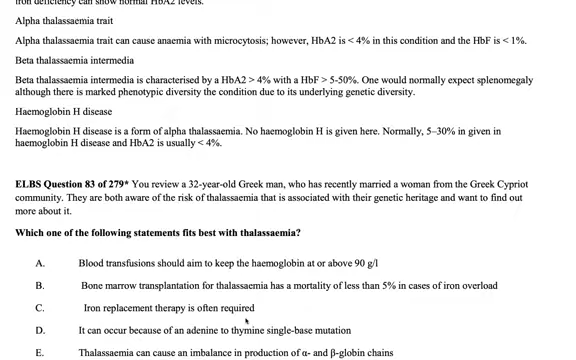 iron deficiency can show normal HbA2 levels.
Alpha thalassaemia trait
Alpha thalassaemia trait can cause anaemia with microcytosis; however, HbA2 is < 4% in this condition and the HbF is < 1%.
Beta thalassaemia intermedia
Beta thalassaemia intermedia is characterised by a HbA2 > 4% with a HbF > 5-50%. One would normally expect splenomegaly
although there is marked phenotypic diversity the condition due to its underlying genetic diversity.
Haemoglobin H disease
Haemoglobin H disease is a form of alpha thalassaemia. No haemoglobin H is given here. Normally, 5–30% in given in
haemoglobin H disease and HbA2 is usually < 4%.
ELBS Question 83 of 279* You review a 32-year-old Greek man, who has recently married a woman from the Greek Cypriot
community. They are both aware of the risk of thalassaemia that is associated with their genetic heritage and want to find out
more about it.
Which one of the following statements fits best with thalassaemia?
A. Blood transfusions should aim to keep the haemoglobin at or above 90 g/l
B. Bone marrow transplantation for thalassaemia has a mortality of less than 5% in cases of iron overload
C. Iron replacement therapy is often required
D. It can occur because of an adenine to thymine single-base mutation
E. Thalassaemia can cause an imbalance in production of α- and β-globin chains